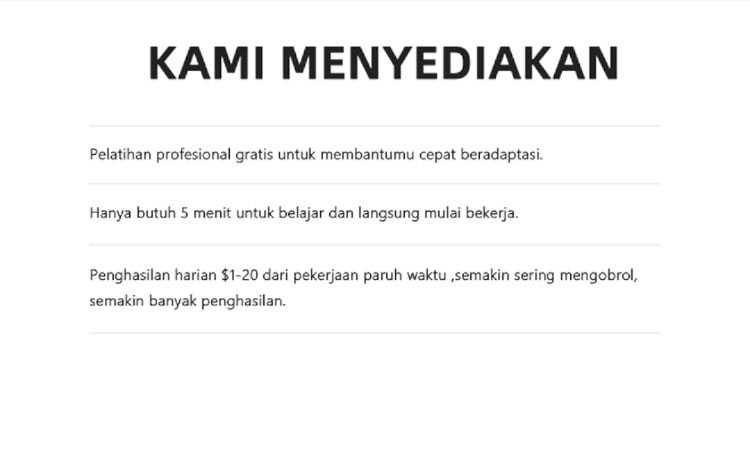 KAMI MENYEDIAKAN
Pelatihan profesional gratis untuk membantumu cepat beradaptasi.
Hanya butuh 5 menit untuk belajar dan langsung mulai bekerja.
Penghasilan harian $1-20 dari pekerjaan paruh waktu ,semakin sering mengobrol,
semakin banyak penghasilan.